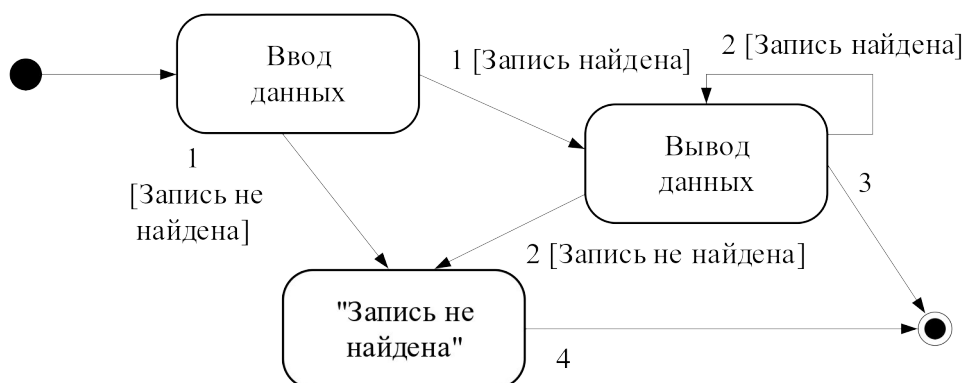 Ввод
данных
1 [Запись найдена]
2 [Запись найдена]
1
[Запись не
найдена]
Вывод
данных
3
2 [Запись не найдена]
"Запись не
найдена"
4